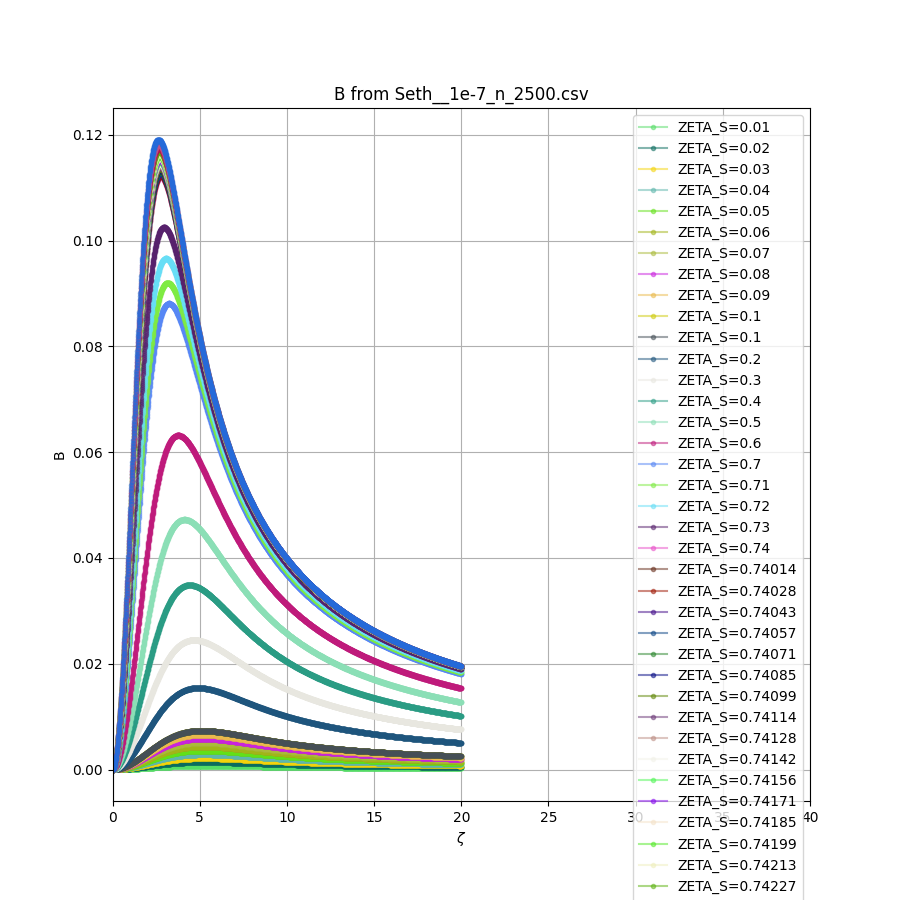 B from Seth__1e-7_n_2500.csv
0.12
0.10
0.08
0.06
0.04
0.02
0.00
B
0
5
10
15
20
25
30
35
40
ζ
ZETA_S=0.01
ZETA_S=0.02
ZETA_S=0.03
ZETA_S=0.04
ZETA_S=0.05
ZETA_S=0.06
ZETA_S=0.07
ZETA_S=0.08
ZETA_S=0.09
ZETA_S=0.1
ZETA_S=0.1
ZETA_S=0.2
ZETA_S=0.3
ZETA_S=0.4
ZETA_S=0.5
ZETA_S=0.6
ZETA_S=0.7
ZETA_S=0.71
ZETA_S=0.72
ZETA_S=0.73
ZETA_S=0.74
ZETA_S=0.74014
ZETA_S=0.74028
ZETA_S=0.74043
ZETA_S=0.74057
ZETA_S=0.74071
ZETA_S=0.74085
ZETA_S=0.74099
ZETA_S=0.74114
ZETA_S=0.74128
ZETA_S=0.74142
ZETA_S=0.74156
ZETA_S=0.74171
ZETA_S=0.74185
ZETA_S=0.74199
ZETA_S=0.74213
ZETA_S=0.74227